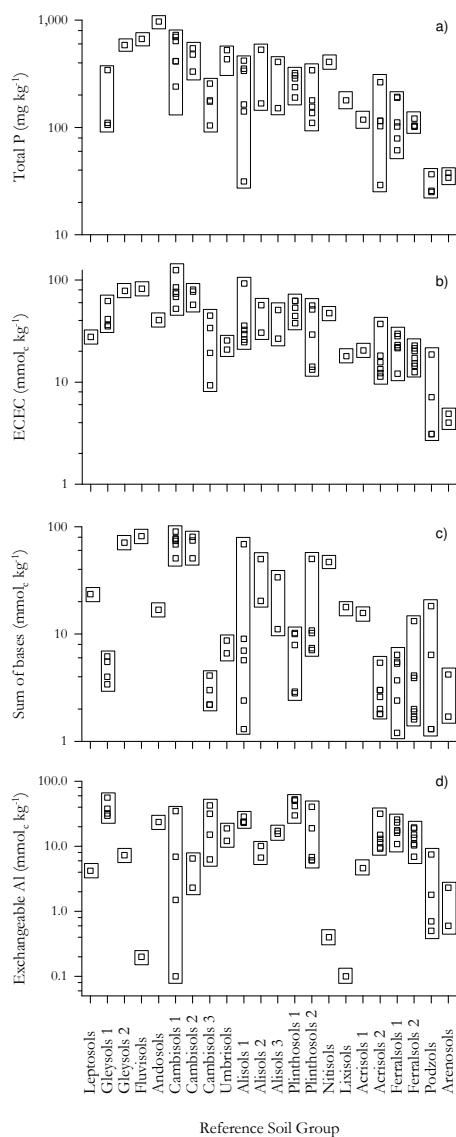 a)
1,000
100
10
Total P (mg kg⁻¹)
b)
100
10
1
ECEC (mmol꜀ kg⁻¹)
c)
100
10
1
Sum of bases (mmol꜀ kg⁻¹)
d)
100.0
10.0
1.0
0.1
Exchangeable Al (mmol꜀ kg⁻¹)
Leptosols
Gleysols 1
Gleysols 2
Fluvisols
Andosols
Cambisols 1
Cambisols 2
Cambisols 3
Umbrisols
Alisols 1
Alisols 2
Alisols 3
Plinthosols 1
Plinthosols 2
Nitisols
Lixisols
Acrisols 1
Acrisols 2
Ferralsols 1
Ferralsols 2
Podzols
Arenosols
Reference Soil Group